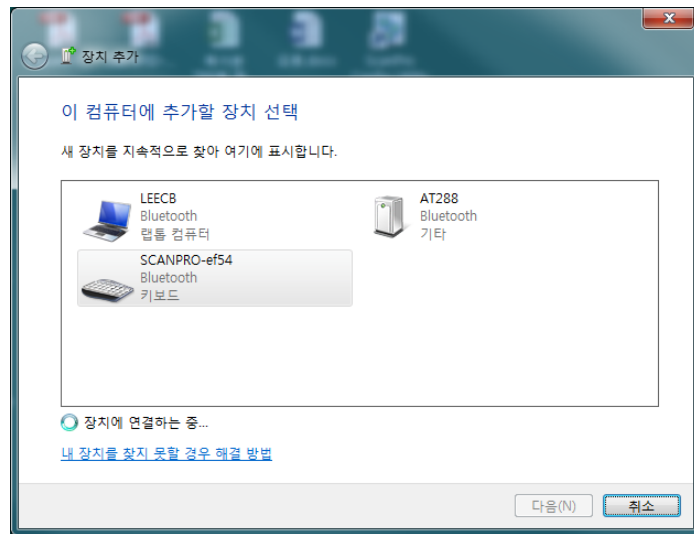 장치 추가
이 컴퓨터에 추가할 장치 선택
새 장치를 지속적으로 찾아 여기에 표시합니다.
LEECB
Bluetooth
랩톱 컴퓨터
AT288
Bluetooth
기타
SCANPRO-ef54
Bluetooth
키보드
장치에 연결하는 중...
내 장치를 찾지 못할 경우 해결 방법
다음(N)
취소